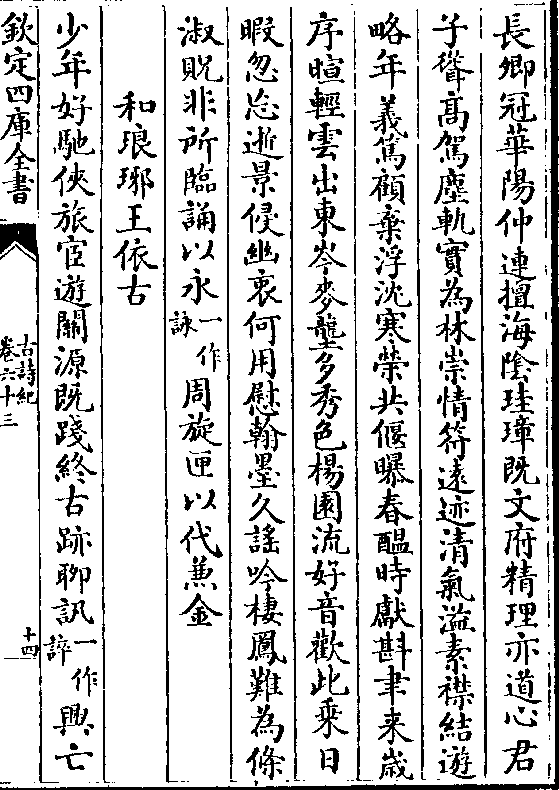 長卿冠華陽仲連擅海陰珪璋既文府精理亦道心君
子聳高駕塵軌實為林崇情符遠迹清氣溢素襟結遊
略年義篤顧棄浮沈寒榮共偃曝春醞時獻斟聿来歳
序暄輕雲出東岑麥壟多秀色楊園流好音歡此乗日
暇忽忘逝景侵幽衷何用慰翰墨久謡吟棲鳳難為條
淑貺非所臨誦以永一作詠周旋匣以代兼金
和琅琊王依古
少年好馳俠旅宦遊關源既踐終古跡聊訊一作誶興亡
欽定四庫全書
古詩紀
卷六十三
十四